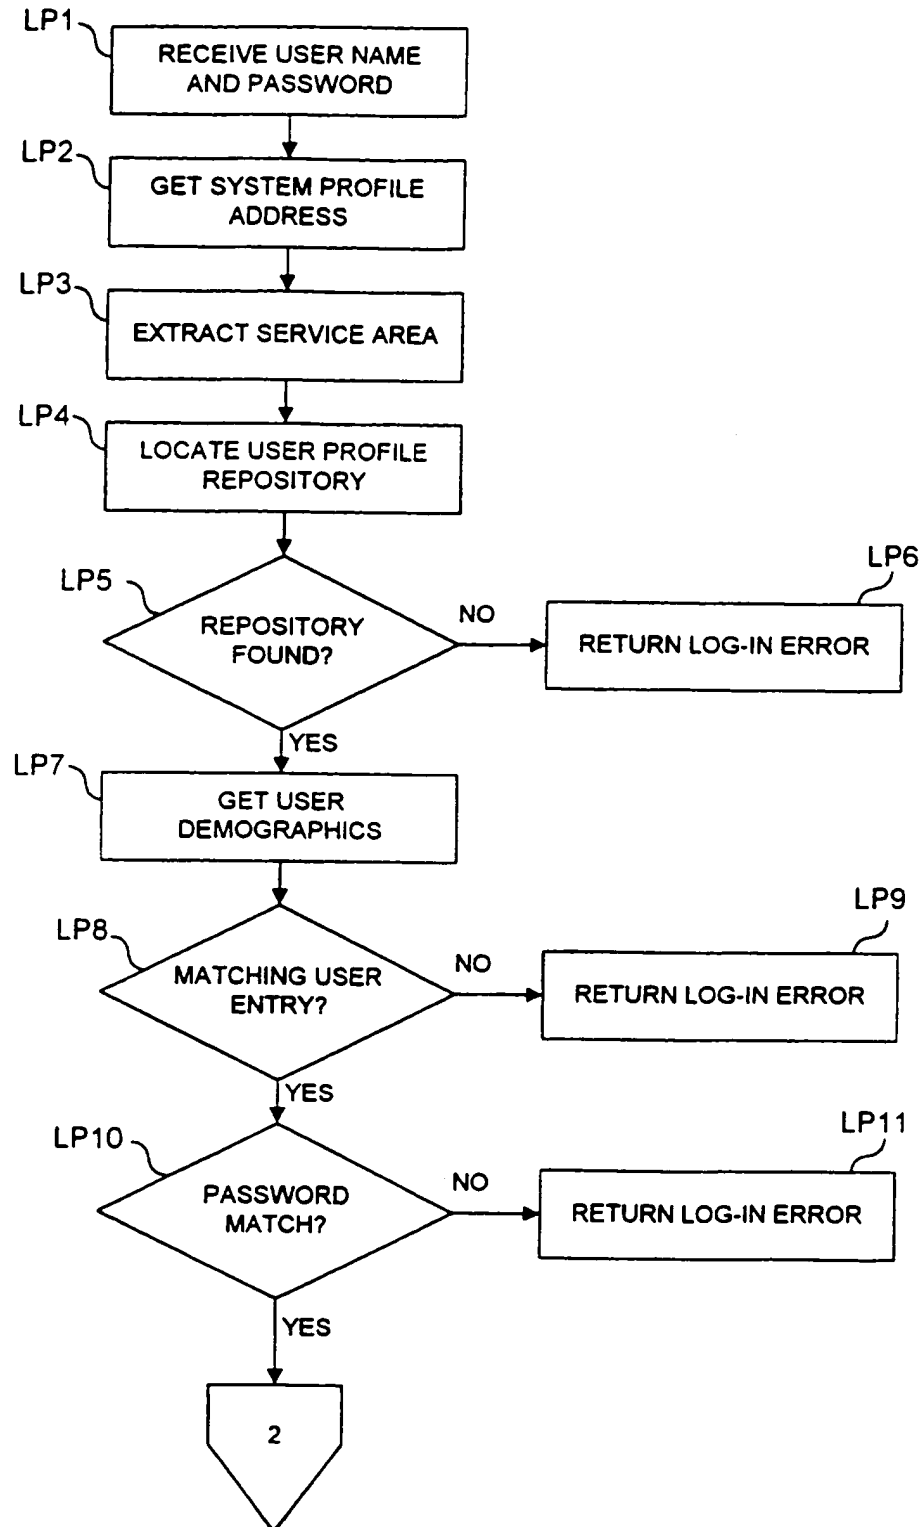 LP1
RECEIVE USER NAME
AND PASSWORD
LP2
GET SYSTEM PROFILE
ADDRESS
LP3
EXTRACT SERVICE AREA
LP4
LOCATE USER PROFILE
REPOSITORY
LP5
REPOSITORY
FOUND?
NO
LP6
RETURN LOG-IN ERROR
YES
LP7
GET USER
DEMOGRAPHICS
LP8
MATCHING USER
ENTRY?
NO
LP9
RETURN LOG-IN ERROR
YES
LP10
PASSWORD
MATCH?
NO
LP11
RETURN LOG-IN ERROR
YES
2